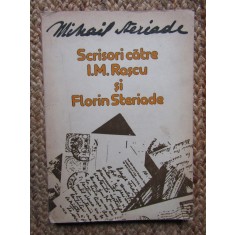 Mihail Steriade
Scrisori către
I.M. Rașcu
și
Florin Steriade